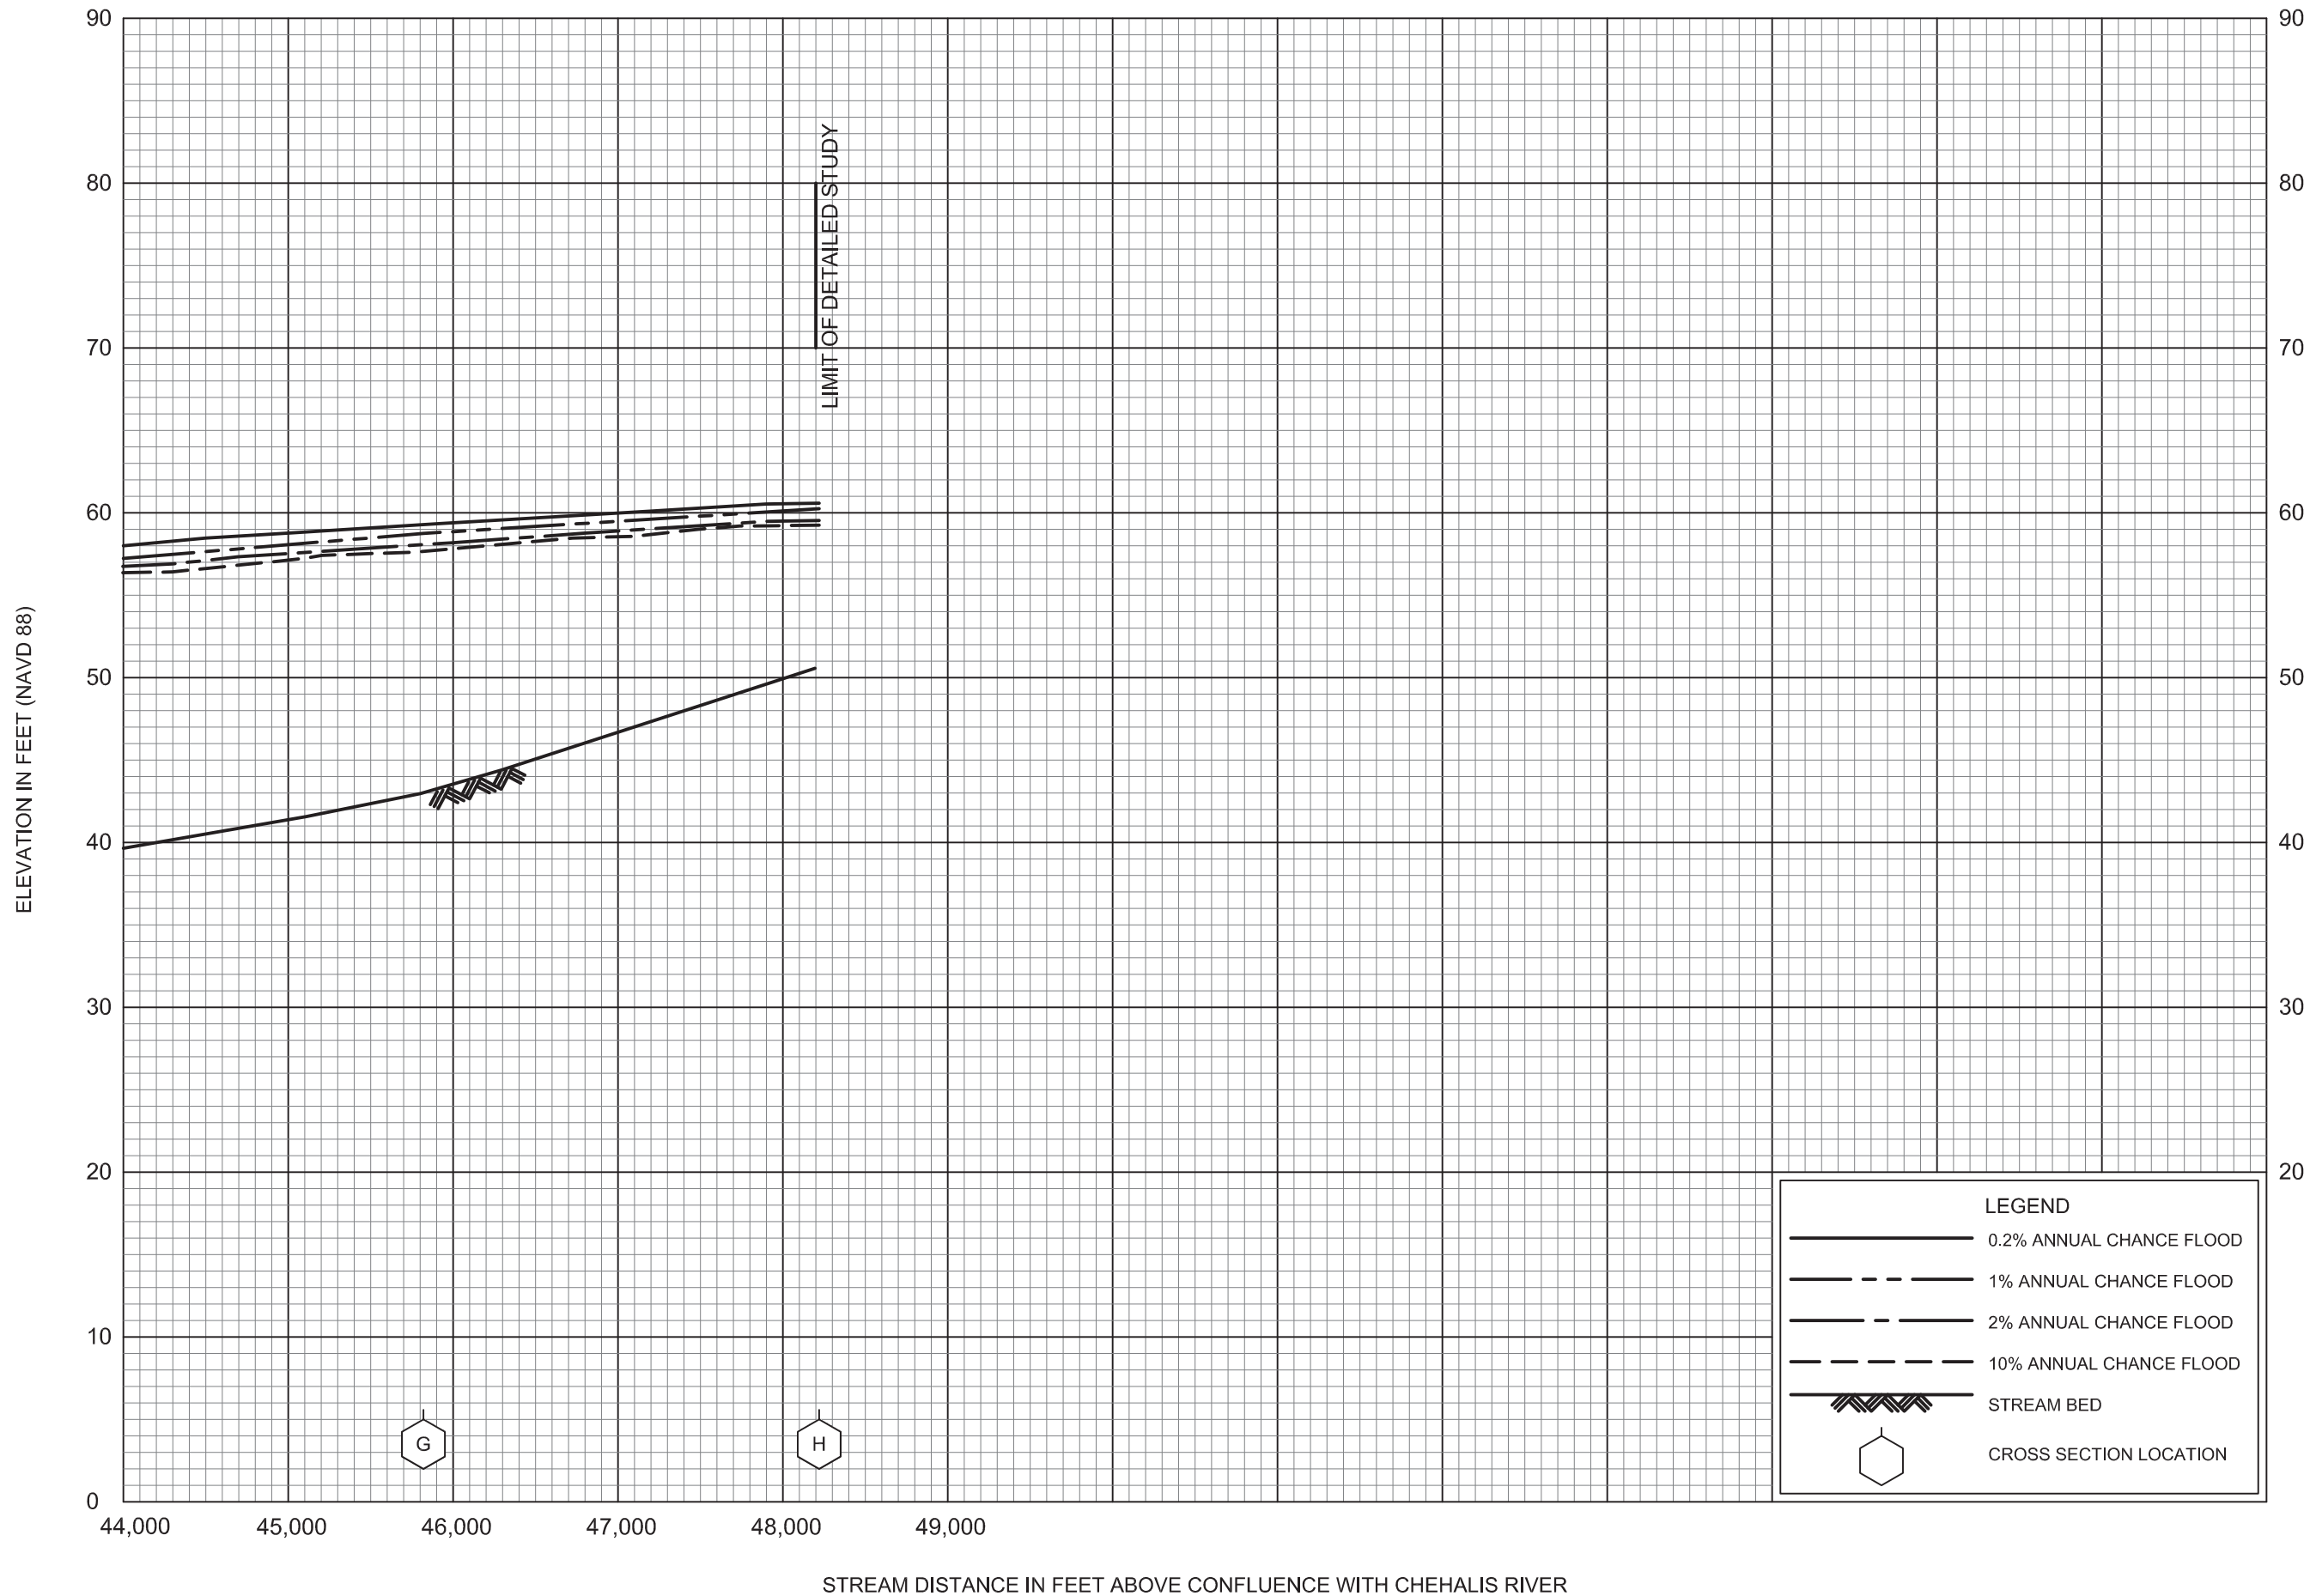 90
80
70
60
50
40
30
20
10
0
ELEVATION IN FEET (NAVD 88)
LIMIT OF DETAILED STUDY
90
80
70
60
50
40
30
20
G
H
LEGEND
0.2% ANNUAL CHANCE FLOOD
1% ANNUAL CHANCE FLOOD
2% ANNUAL CHANCE FLOOD
10% ANNUAL CHANCE FLOOD
STREAM BED
CROSS SECTION LOCATION
44,000 45,000 46,000 47,000 48,000 49,000
STREAM DISTANCE IN FEET ABOVE CONFLUENCE WITH CHEHALIS RIVER